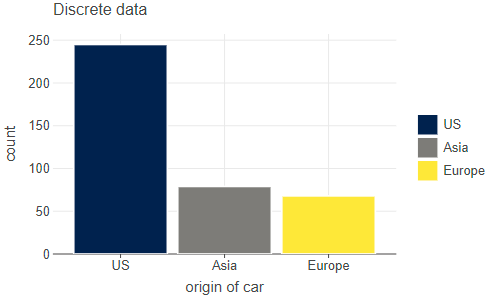 Discrete data
count
250
200
150
100
50
0
US
Asia
Europe
origin of car
US
Asia
Europe